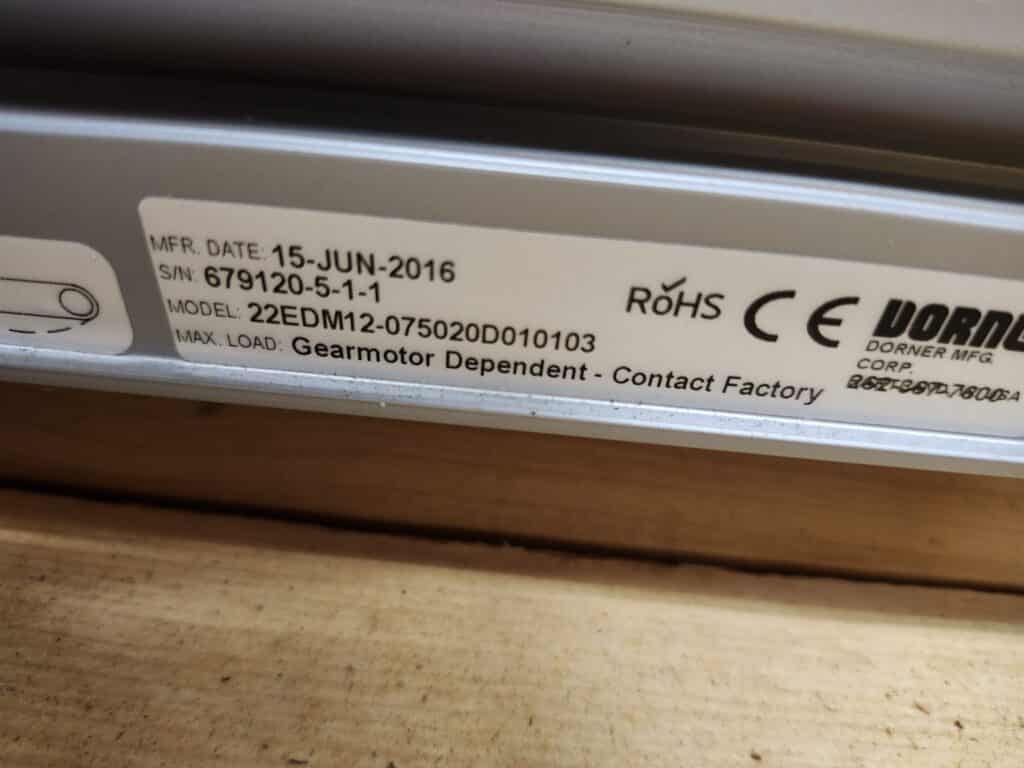 MFR. DATE: 15-JUN-2016
S/N: 679120-5-1-1
MODEL: 22EDM12-075020D010103
MAX. LOAD: Gearmotor Dependent - Contact Factory
RoHS CE
DORNER MFG.
CORP.